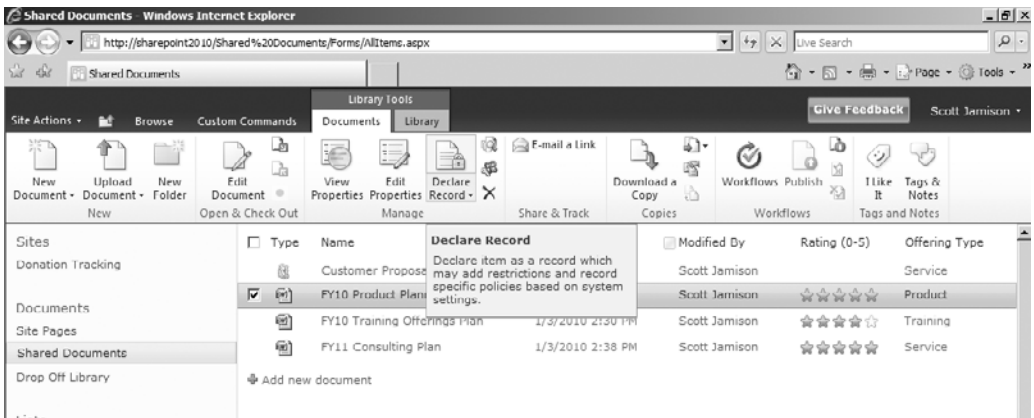 Shared Documents - Windows Internet Explorer
http://sharepoint2010/Shared%20Documents/Forms/AllItems.aspx
Live Search
Shared Documents
Page
Tools
Library Tools
Give Feedback
Scott Jamison
Site Actions
Browse
Custom Commands
Documents
Library
New Document
Upload Document
New Folder
New
Edit Document
Open & Check Out
View Properties
Edit Properties
Declare Record
Manage
E-mail a Link
Share & Track
Download a Copy
Copies
Workflows
Publish
Workflows
I Like It
Tags & Notes
Tags and Notes
Declare Record
Declare item as a record which
may add restrictions and record
specific policies based on system
settings.
Sites
Donation Tracking
Documents
Site Pages
Shared Documents
Drop Off Library
Type Name Modified By Rating (0-5) Offering Type
Customer Propose Scott Jamison Service
FY10 Product Plan Scott Jamison Product
FY10 Training Offerings Plan 1/3/2010 2:30 PM Scott Jamison Training
FY11 Consulting Plan 1/3/2010 2:38 PM Scott Jamison Service
Add new document